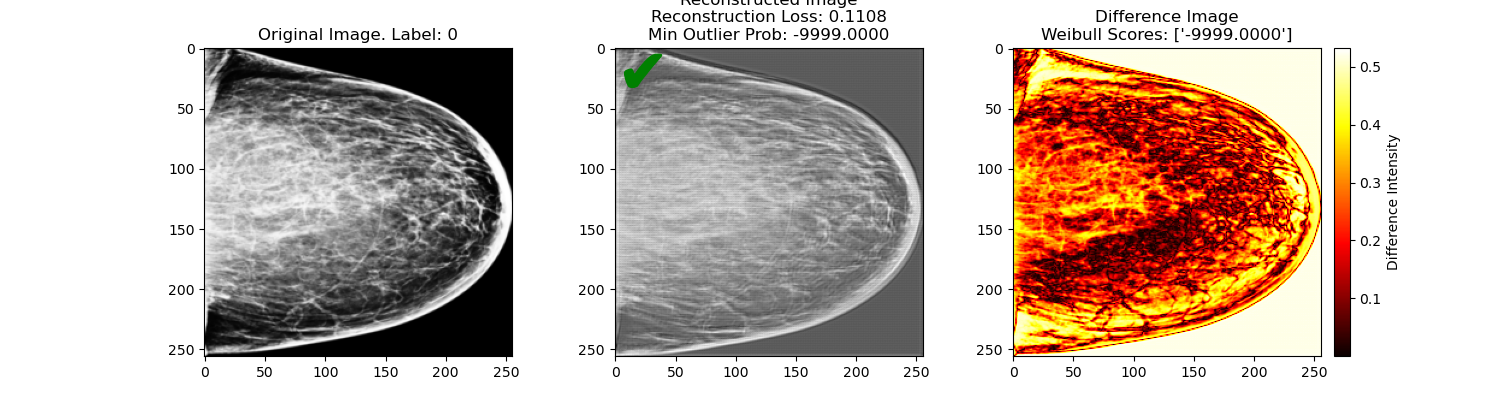 Original Image. Label: 0
Reconstructed Image
Reconstruction Loss: 0.1108
Min Outlier Prob: -9999.0000
Difference Image
Weibull Scores: ['-9999.0000']
0
50
100
150
200
250
0 50 100 150 200 250
0
50
100
150
200
250
0 50 100 150 200 250
0
50
100
150
200
250
0 50 100 150 200 250
0.5
0.4
0.3
0.2
0.1
Difference Intensity